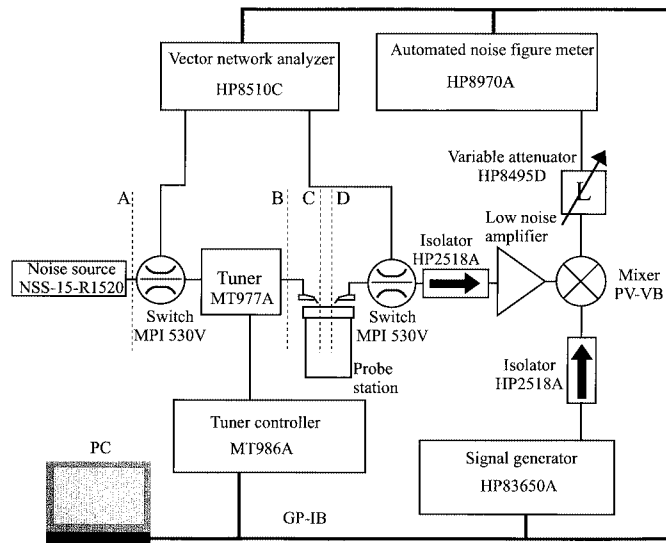 Vector network analyzer
HP8510C
Automated noise figure meter
HP8970A
Variable attenuator
HP8495D
L
Low noise
amplifier
A
B
C
D
Isolator
HP2518A
Noise source
NSS-15-R1520
Tuner
MT977A
Switch
MPI 530V
Switch
MPI 530V
Mixer
PV-VB
Probe
station
Isolator
HP2518A
Tuner controller
MT986A
Signal generator
HP83650A
PC
GP-IB